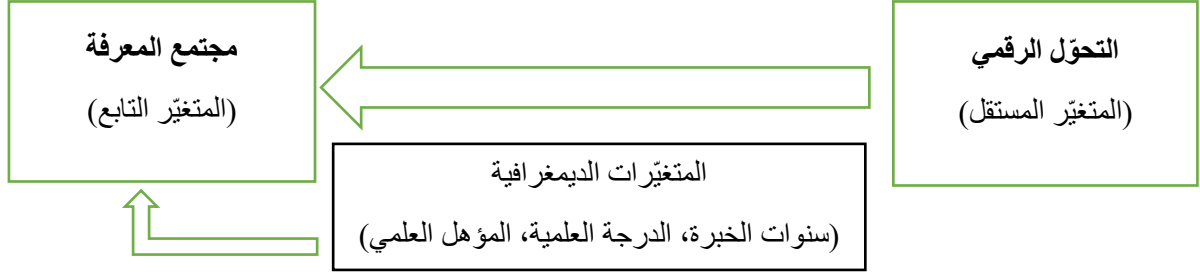 التحوّل الرقمي
(المتغيّر المستقل)
مجتمع المعرفة
(المتغيّر التابع)
المتغيّرات الديمغرافية
(سنوات الخبرة، الدرجة العلمية، المؤهل العلمي)